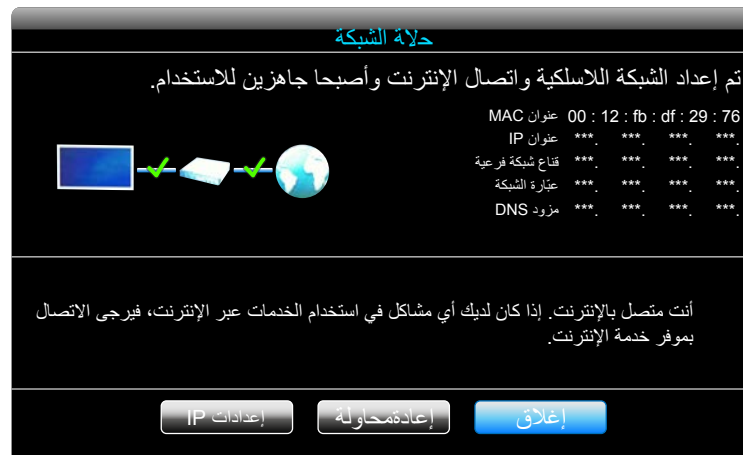 حلاة الشبكة
تم إعداد الشبكة اللاسلكية واتصال الإنترنت وأصبحا جاهزين للاستخدام.
عنوان MAC 00 : 12 : fb : df : 29 : 76
عنوان IP ***. ***. ***. ***.
قناع شبكة فرعية ***. ***. ***. ***.
عبّارة الشبكة ***. ***. ***. ***.
مزود DNS ***. ***. ***. ***.
أنت متصل بالإنترنت. إذا كان لديك أي مشاكل في استخدام الخدمات عبر الإنترنت، فيرجى الاتصال
بموفر خدمة الإنترنت.
إغلاق
إعادةمحاولة
إعدادات IP